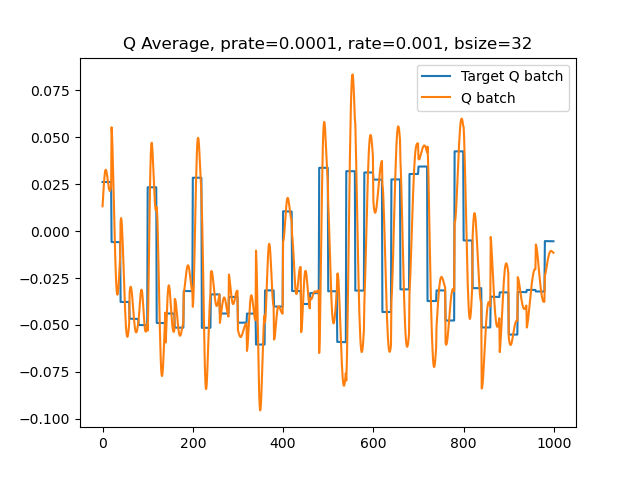 Q Average, prate=0.0001, rate=0.001, bsize=32
Target Q batch
Q batch
0.075
0.050
0.025
0.000
−0.025
−0.050
−0.075
−0.100
0 200 400 600 800 1000